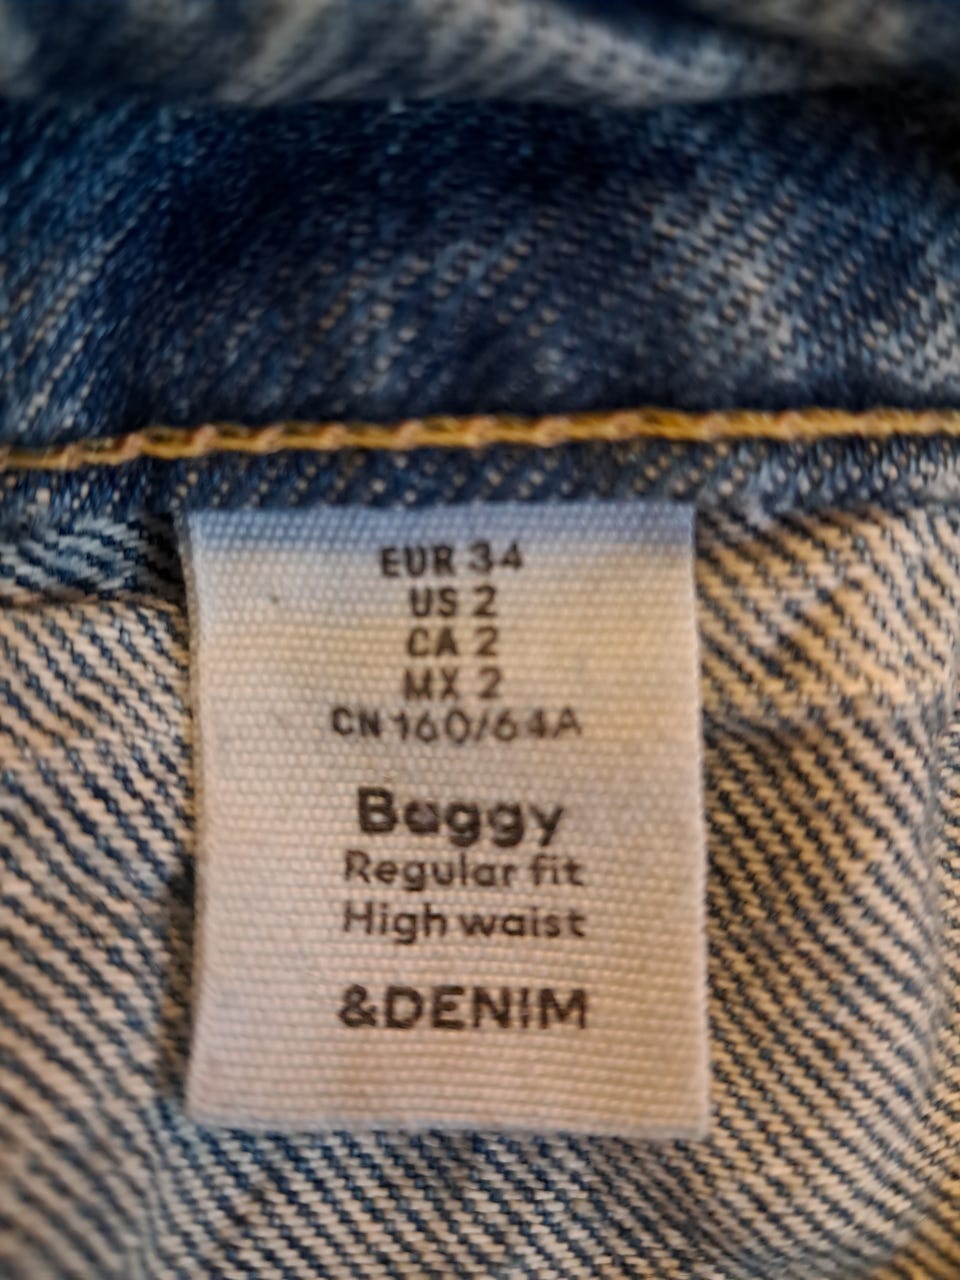 EUR 34
US 2
CA 2
MX 2
CN 160/64A
Baggy
Regular fit
High waist
&DENIM